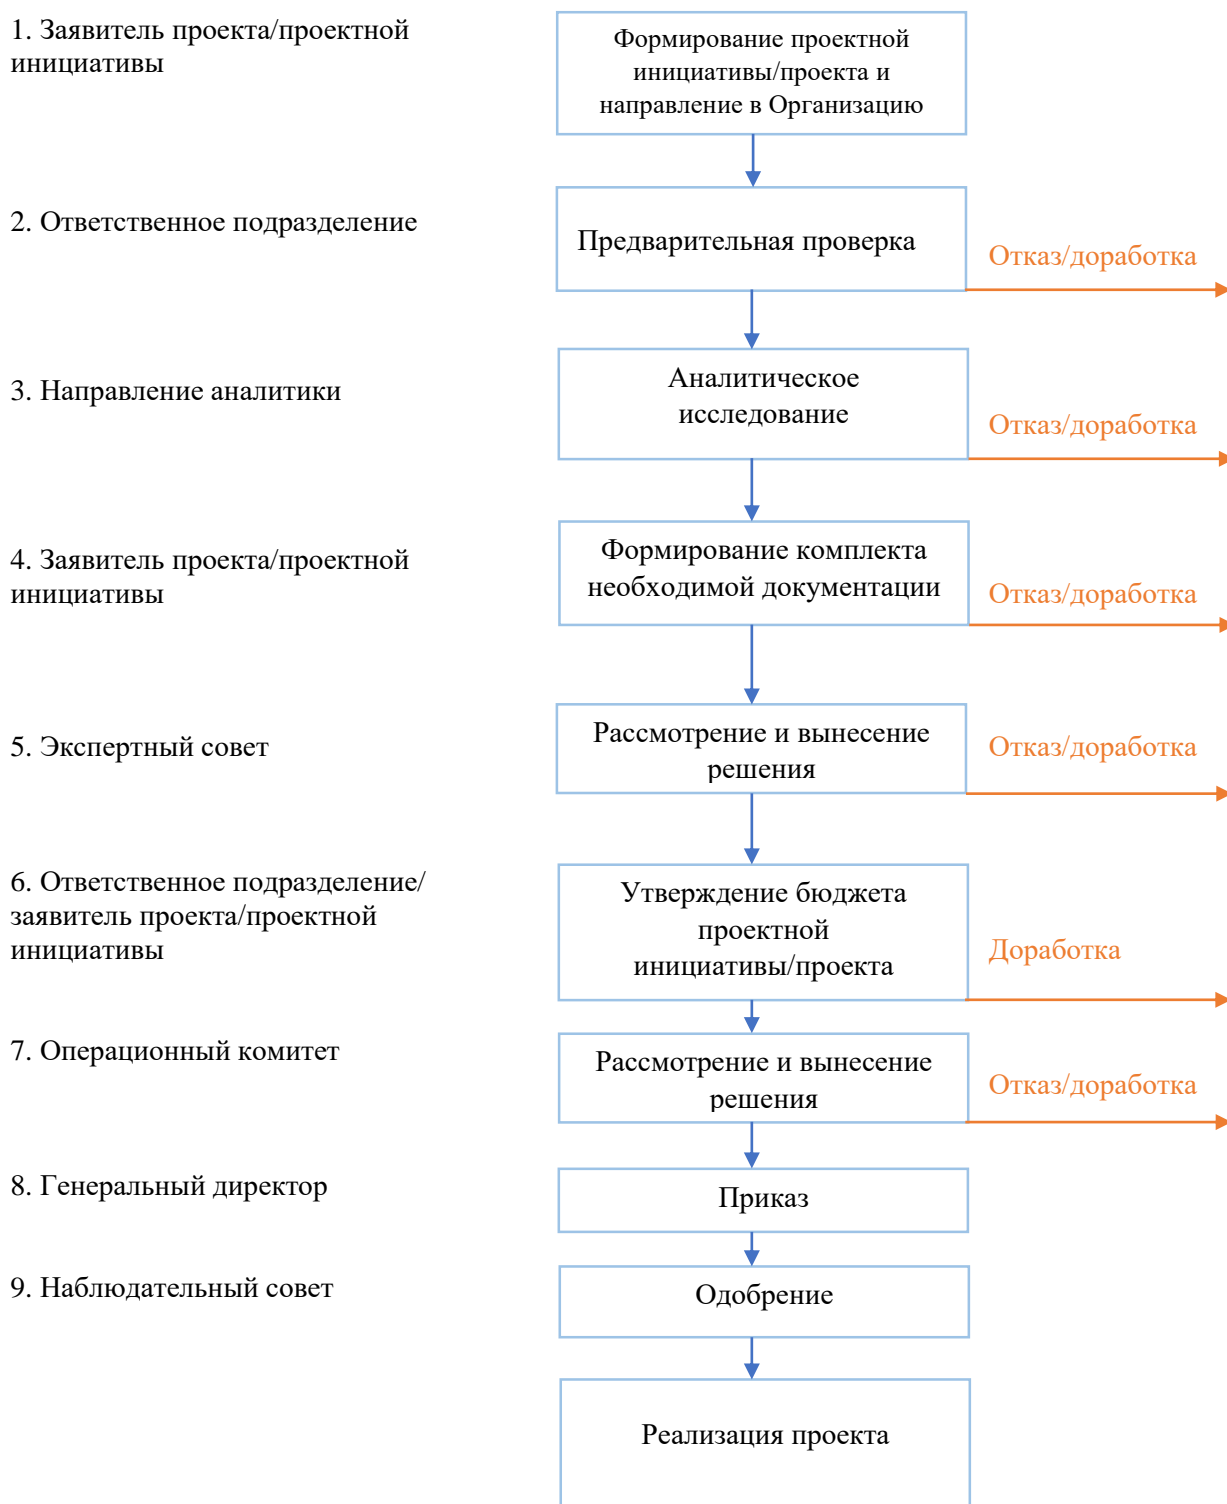 1. Заявитель проекта/проектной
инициативы
Формирование проектной
инициативы/проекта и
направление в Организацию
2. Ответственное подразделение
Предварительная проверка
Отказ/доработка
3. Направление аналитики
Аналитическое
исследование
Отказ/доработка
4. Заявитель проекта/проектной
инициативы
Формирование комплекта
необходимой документации
Отказ/доработка
5. Экспертный совет
Рассмотрение и вынесение
решения
Отказ/доработка
6. Ответственное подразделение/
заявитель проекта/проектной
инициативы
Утверждение бюджета
проектной
инициативы/проекта
Доработка
7. Операционный комитет
Рассмотрение и вынесение
решения
Отказ/доработка
8. Генеральный директор
Приказ
9. Наблюдательный совет
Одобрение
Реализация проекта